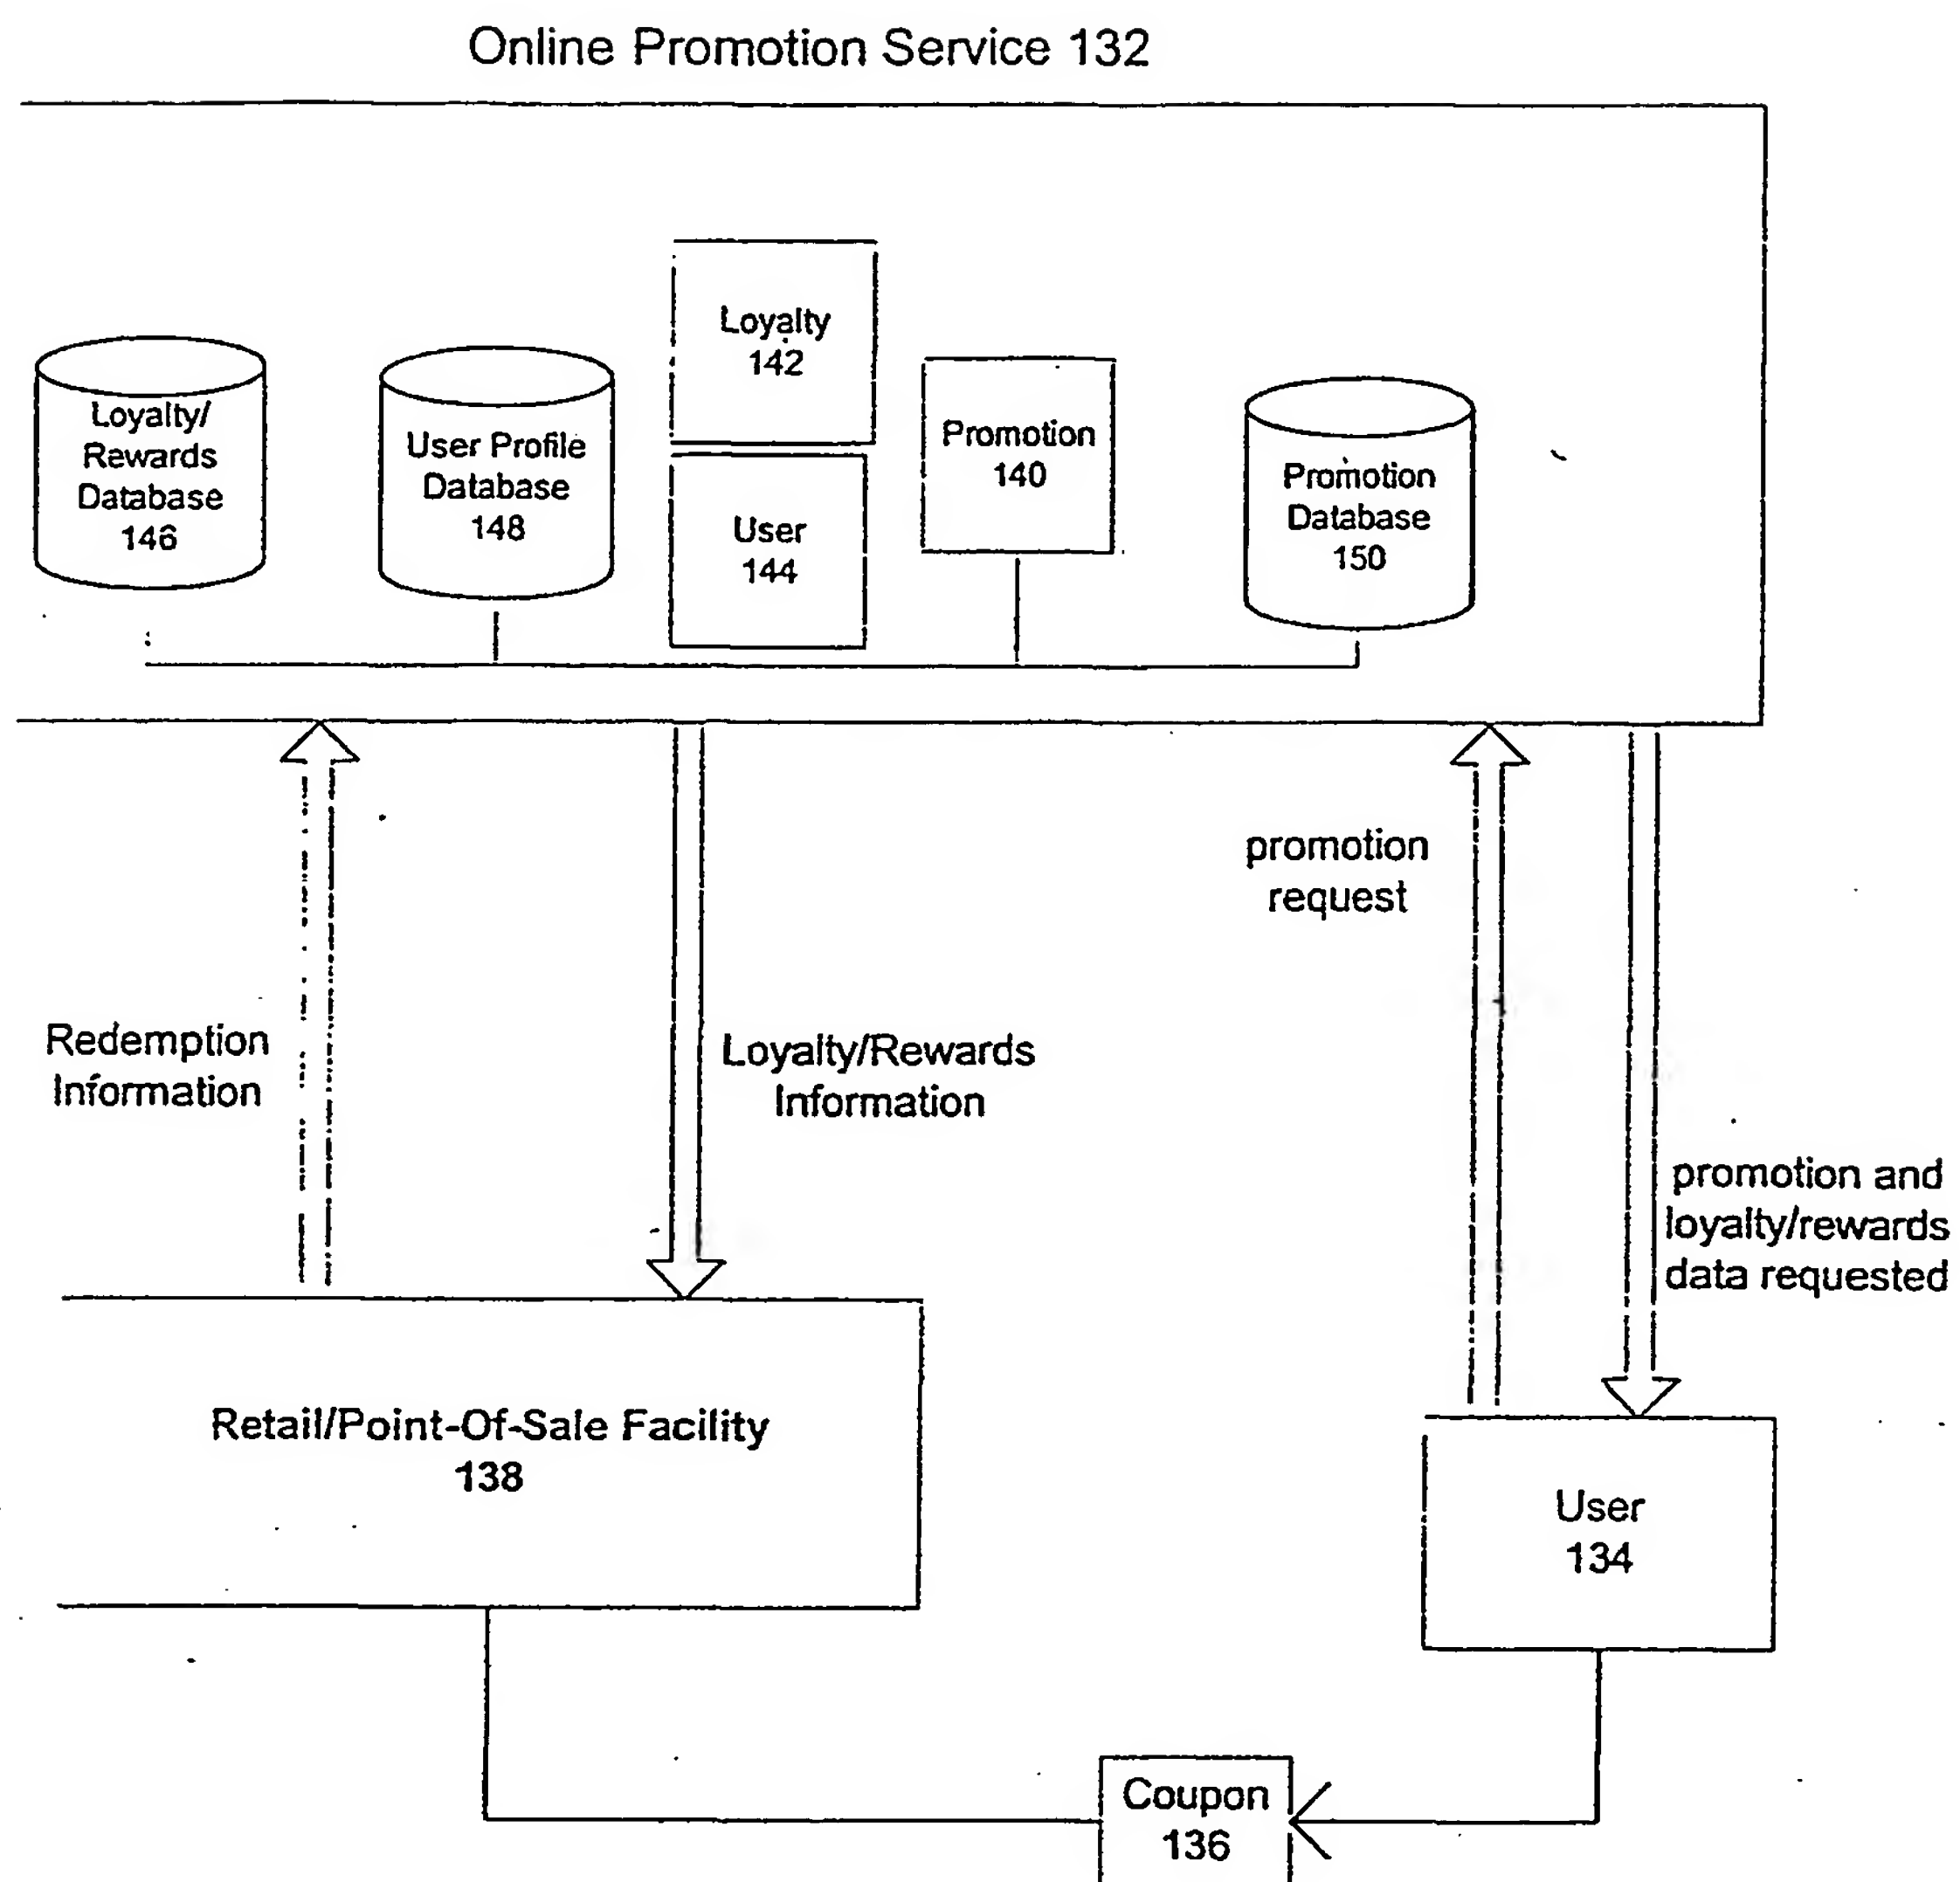 Online Promotion Service 132
Loyalty/
Rewards
Database
146
User Profile
Database
148
Loyalty
142
User
144
Promotion
140
Promotion
Database
150
Redemption
Information
Loyalty/Rewards
Information
promotion
request
promotion and
loyalty/rewards
data requested
Retail/Point-Of-Sale Facility
138
User
134
Coupon
136